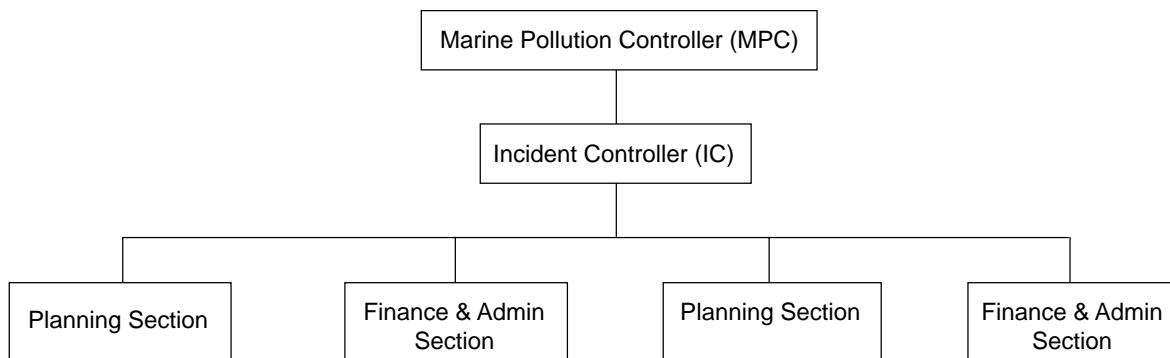 Marine Pollution Controller (MPC)
Incident Controller (IC)
Planning Section
Finance & Admin
Section
Planning Section
Finance & Admin
Section